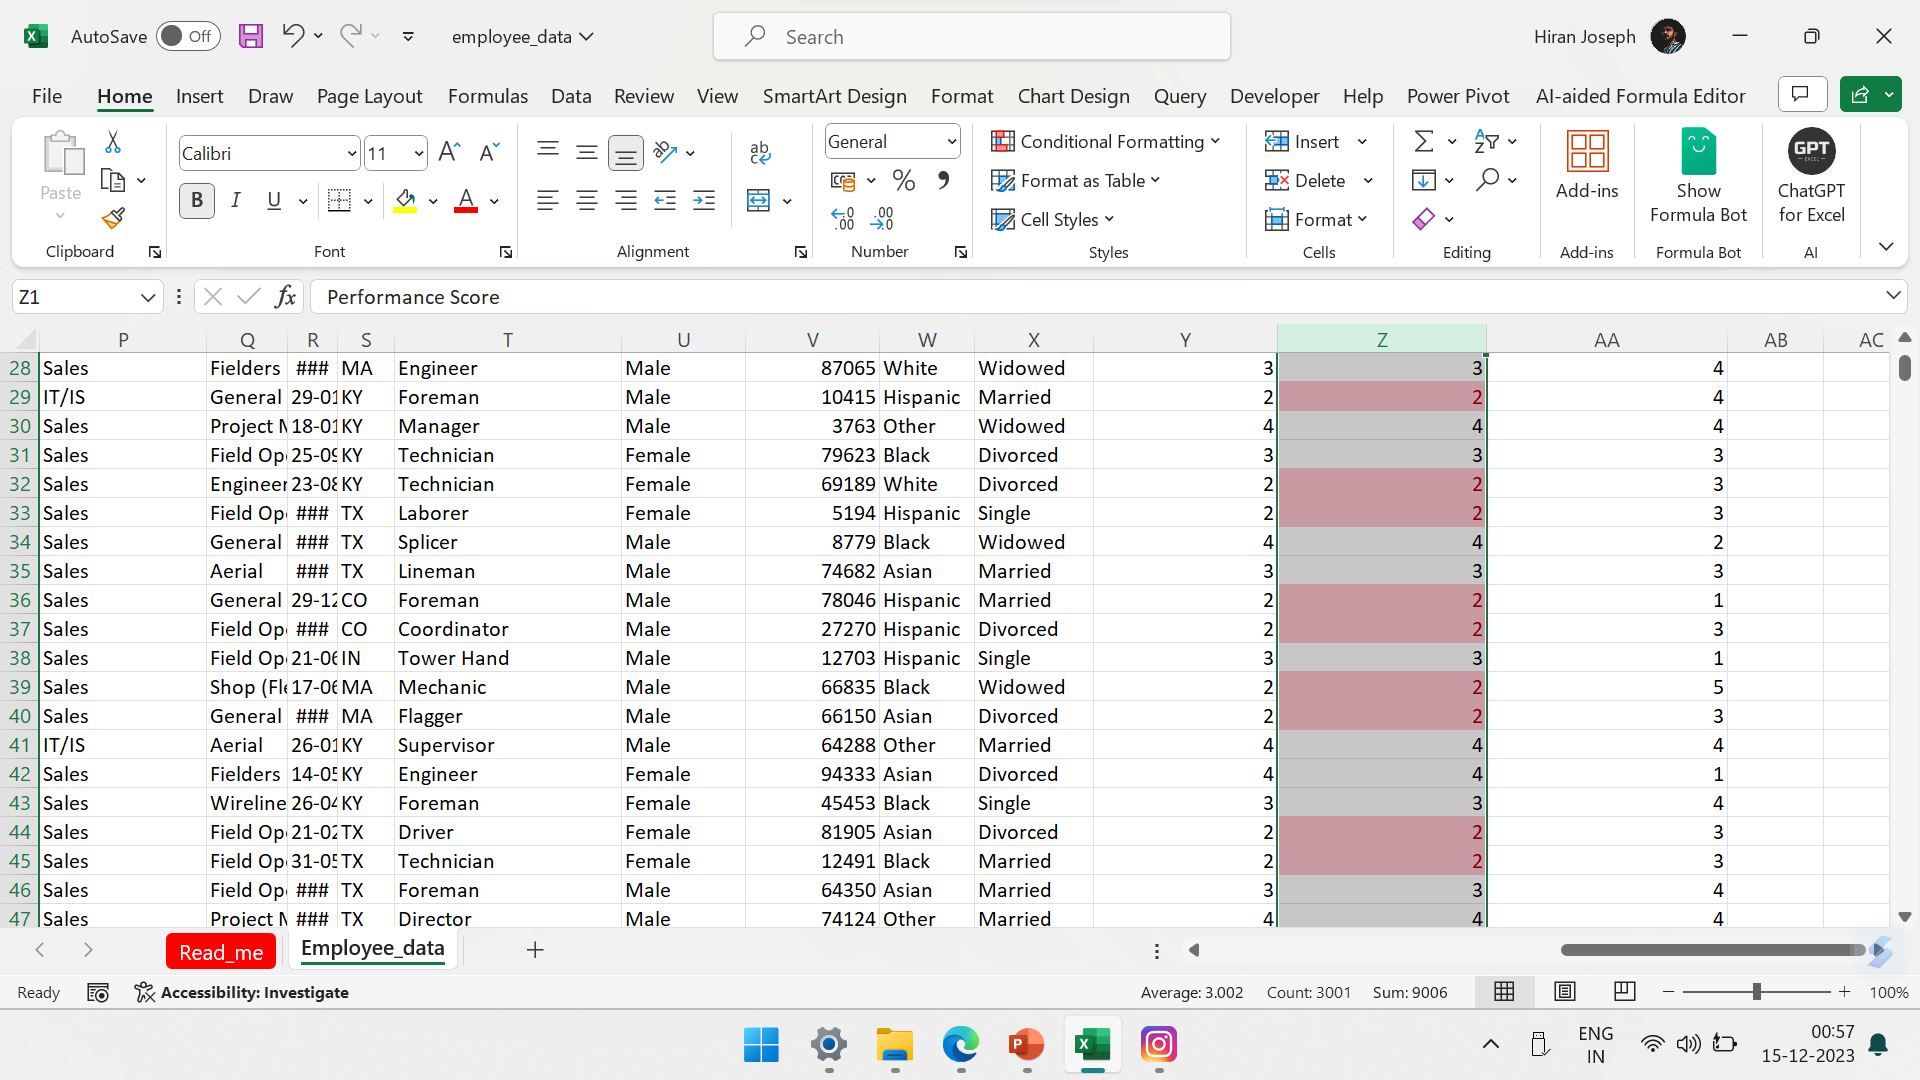 AutoSave Off employee_data Search Hiran Joseph
File Home Insert Draw Page Layout Formulas Data Review View SmartArt Design Format Chart Design Query Developer Help Power Pivot AI-aided Formula Editor
Paste Calibri 11 General Conditional Formatting Insert Add-ins Show Formula Bot ChatGPT for Excel
B I U Format as Table Delete
Cell Styles Format
Clipboard Font Alignment Number Styles Cells Editing Add-ins Formula Bot AI
Z1 fx Performance Score
P Q R S T U V W X Y Z AA AB AC
28 Sales Fielders ### MA Engineer Male 87065 White Widowed 3 3 4
29 IT/IS General 29-01 KY Foreman Male 10415 Hispanic Married 2 2 4
30 Sales Project M 18-01 KY Manager Male 3763 Other Widowed 4 4 4
31 Sales Field Op 25-09 KY Technician Female 79623 Black Divorced 3 3 3
32 Sales Engineer 23-08 KY Technician Female 69189 White Divorced 2 2 3
33 Sales Field Op ### TX Laborer Female 5194 Hispanic Single 2 2 3
34 Sales General ### TX Splicer Male 8779 Black Widowed 4 4 2
35 Sales Aerial ### TX Lineman Male 74682 Asian Married 3 3 3
36 Sales General 29-12 CO Foreman Male 78046 Hispanic Married 2 2 1
37 Sales Field Op ### CO Coordinator Male 27270 Hispanic Divorced 2 2 3
38 Sales Field Op 21-06 IN Tower Hand Male 12703 Hispanic Single 3 3 1
39 Sales Shop (Fle 17-06 MA Mechanic Male 66835 Black Widowed 2 2 5
40 Sales General ### MA Flagger Male 66150 Asian Divorced 2 2 3
41 IT/IS Aerial 26-01 KY Supervisor Male 64288 Other Married 4 4 4
42 Sales Fielders 14-05 KY Engineer Female 94333 Asian Divorced 4 4 1
43 Sales Wireline 26-04 KY Foreman Female 45453 Black Single 3 3 4
44 Sales Field Op 21-02 TX Driver Female 81905 Asian Divorced 2 2 3
45 Sales Field Op 31-05 TX Technician Female 12491 Black Married 2 2 3
46 Sales Field Op ### TX Foreman Male 64350 Asian Married 3 3 4
47 Sales Project M ### TX Director Male 74124 Other Married 4 4 4
Read_me Employee_data
Ready Accessibility: Investigate Average: 3.002 Count: 3001 Sum: 9006 100%
ENG IN 00:57
15-12-2023